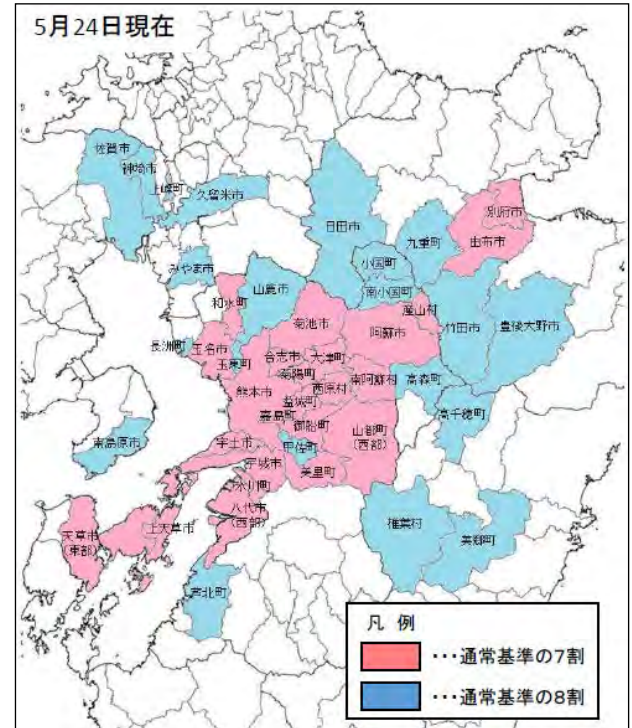 5月24日現在
佐賀市
神埼市
上峰町
久留米市
みやま市
日田市
九重町
別府市
由布市
小国町
南小国町
産山村
竹田市
豊後大野市
山鹿市
和水町
菊池市
阿蘇市
長洲町
玉名市
玉東町
合志市
大津町
菊陽町
熊本市
西原村
南阿蘇村
高森町
益城町
嘉島町
御船町
高千穂町
山都町
(西部)
南島原市
宇土市
甲佐町
宇城市
美里町
氷川町
八代市
(西部)
上天草市
天草市
(東部)
椎葉村
美郷町
芦北町
凡 例
・・・通常基準の7割
・・・通常基準の8割